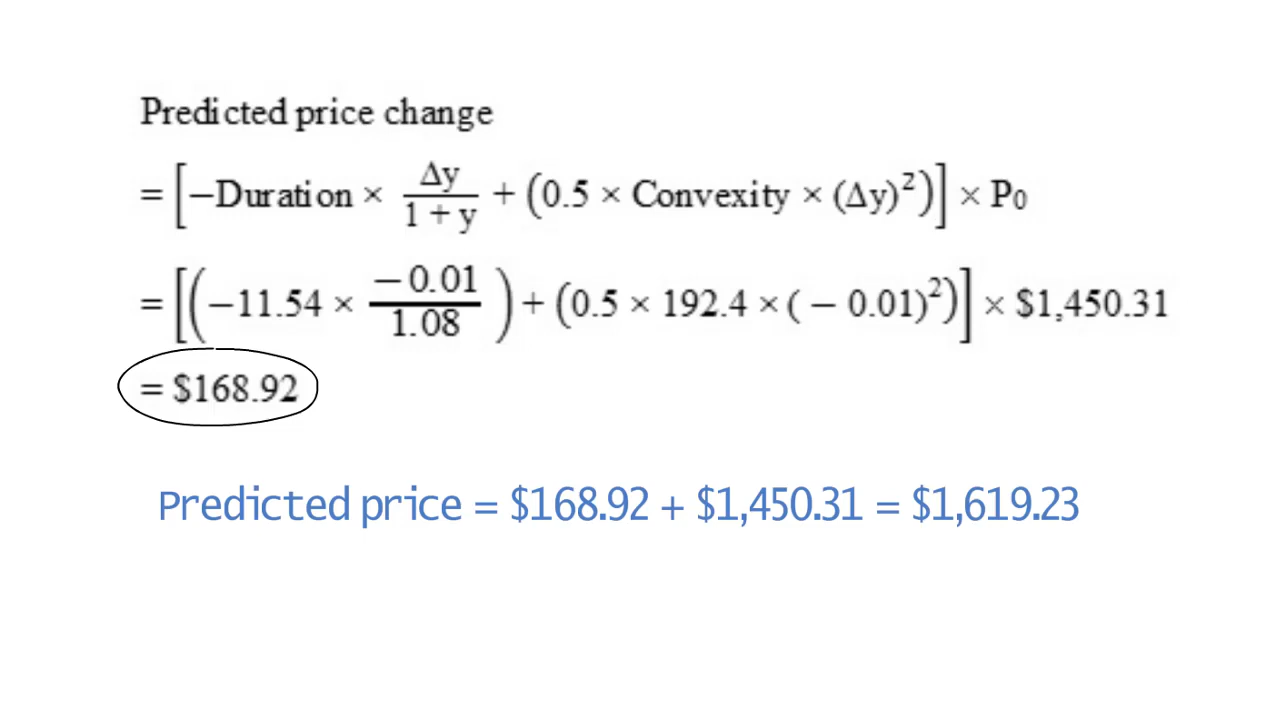 Predicted price change
= [−Duration × Δy/(1 + y) + (0.5 × Convexity × (Δy)²)] × P₀
= [(−11.54 × −0.01/1.08) + (0.5 × 192.4 × (− 0.01)²)] × $1,450.31
= $168.92
Predicted price = $168.92 + $1,450.31 = $1,619.23